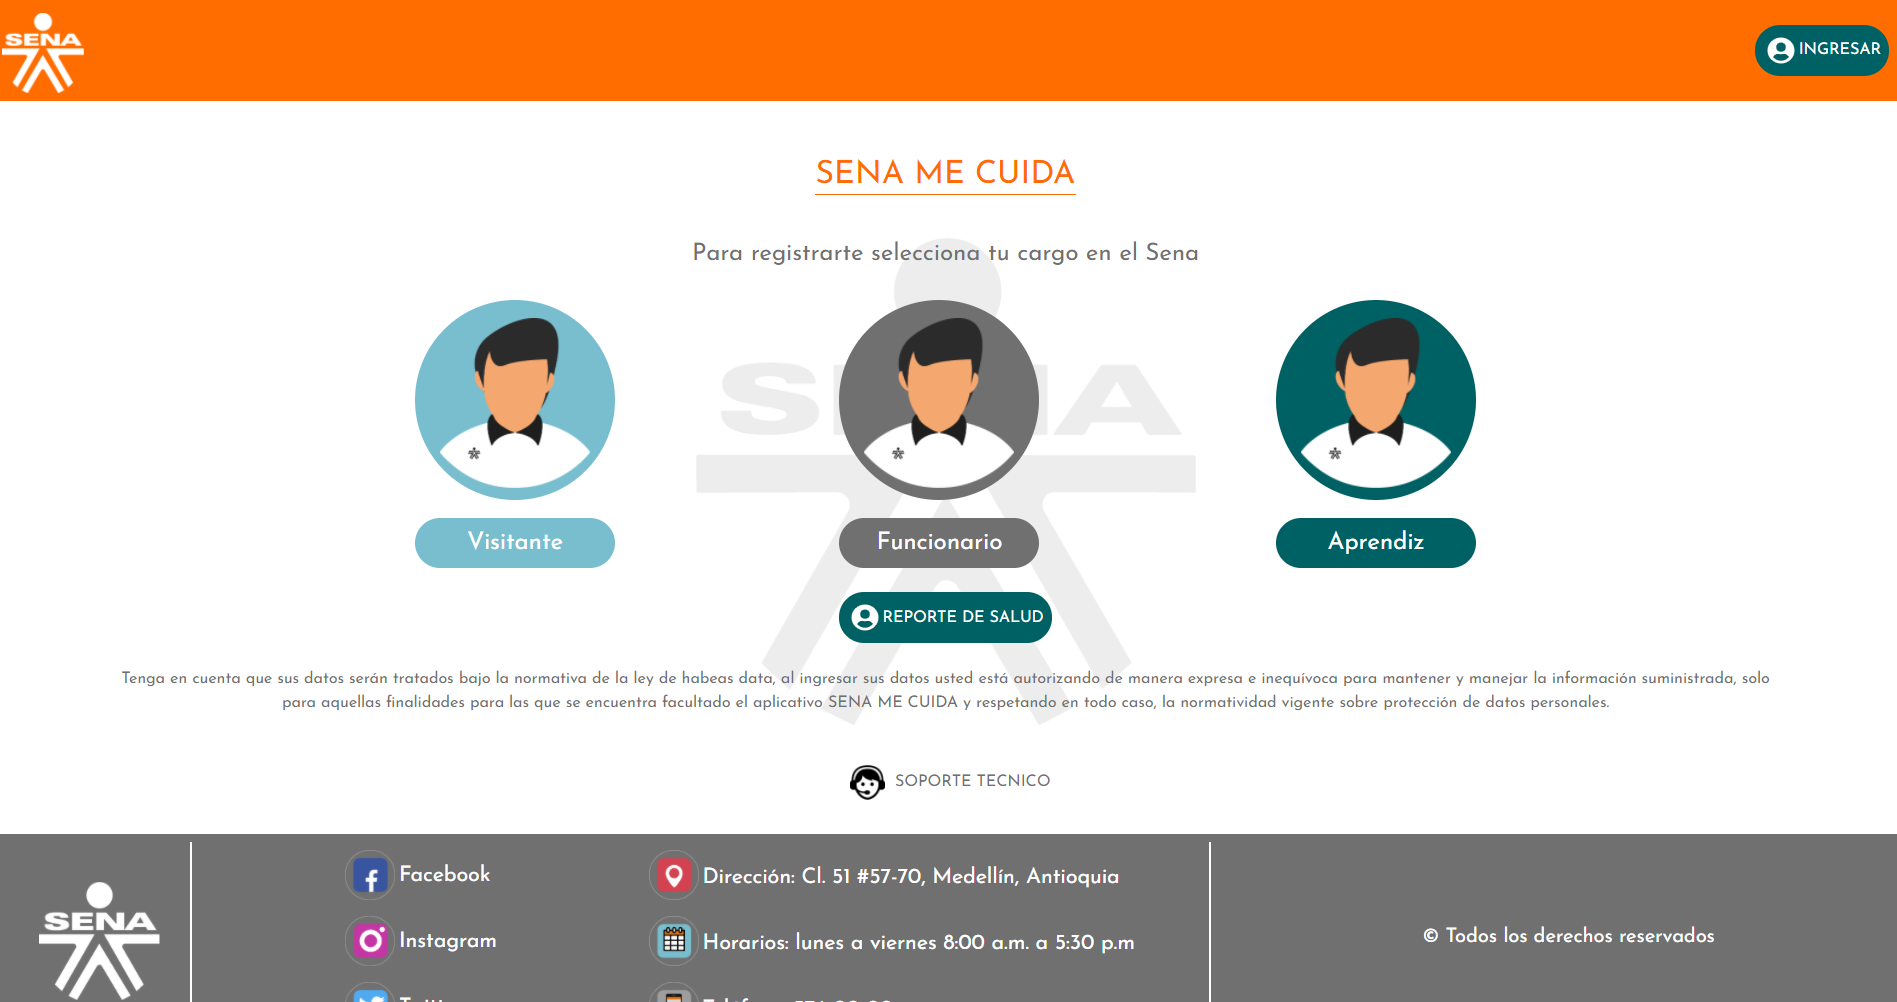 SENA
INGRESAR
SENA ME CUIDA
Para registrarte selecciona tu cargo en el Sena
Visitante
Funcionario
Aprendiz
REPORTE DE SALUD
Tenga en cuenta que sus datos serán tratados bajo la normativa de la ley de habeas data, al ingresar sus datos usted está autorizando de manera expresa e inequívoca para mantener y manejar la información suministrada, solo
para aquellas finalidades para las que se encuentra facultado el aplicativo SENA ME CUIDA y respetando en todo caso, la normatividad vigente sobre protección de datos personales.
SOPORTE TECNICO
SENA
Facebook
Instagram
Dirección: Cl. 51 #57-70, Medellín, Antioquia
Horarios: lunes a viernes 8:00 a.m. a 5:30 p.m
© Todos los derechos reservados